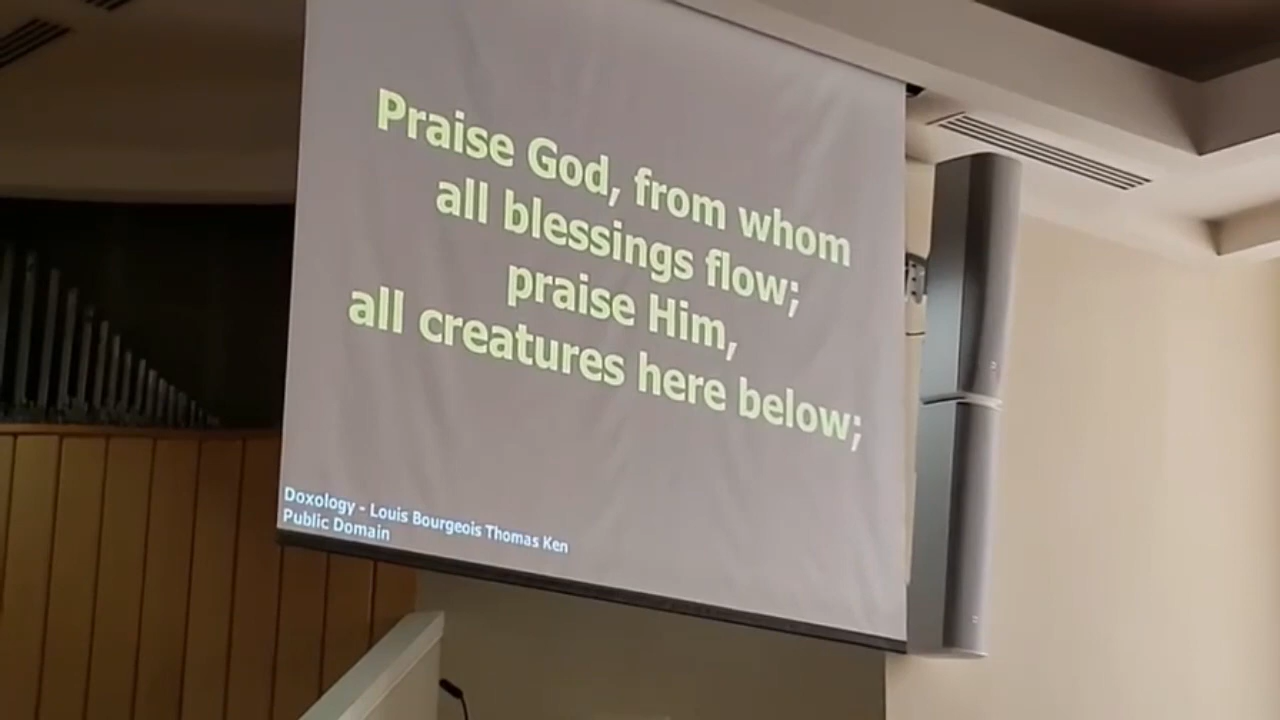 Praise God, from whom
all blessings flow;
praise Him,
all creatures here below;
Doxology - Louis Bourgeois Thomas Ken
Public Domain